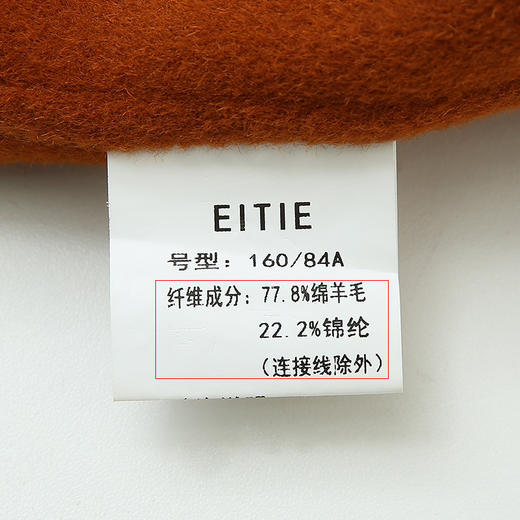 EITIE
号型: 160/84A
纤维成分: 77.8%绵羊毛
22.2%锦纶
(连接线除外)